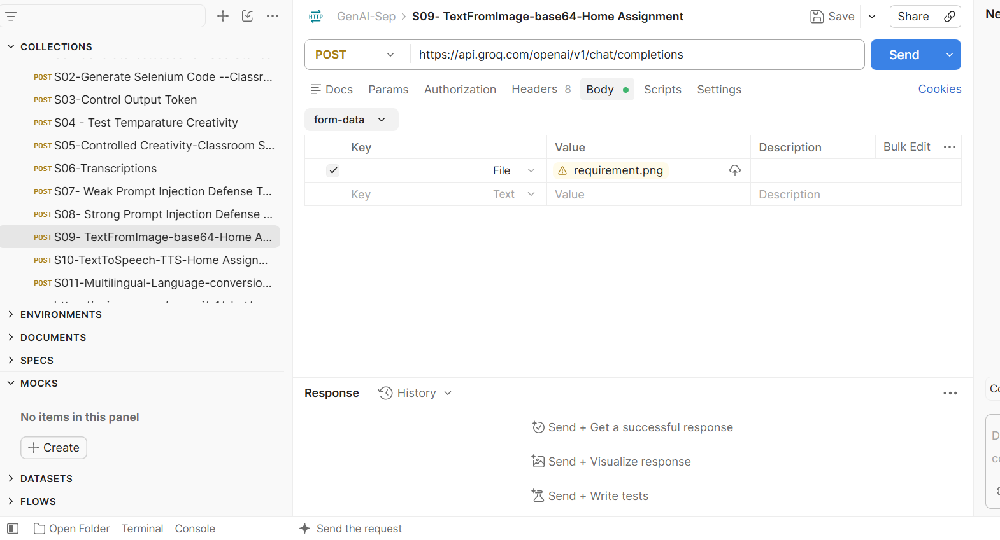 COLLECTIONS
POST S02-Generate Selenium Code --Classr...
POST S03-Control Output Token
POST S04 - Test Temparature Creativity
POST S05-Controlled Creativity-Classroom S...
POST S06-Transcriptions
POST S07- Weak Prompt Injection Defense T...
POST S08- Strong Prompt Injection Defense ...
POST S09- TextFromImage-base64-Home A...
POST S10-TextToSpeech-TTS-Home Assign...
POST S011-Multilingual-Language-conversio...
ENVIRONMENTS
DOCUMENTS
SPECS
MOCKS
No items in this panel
Create
DATASETS
FLOWS
HTTP GenAI-Sep > S09- TextFromImage-base64-Home Assignment
Save
Share
POST https://api.groq.com/openai/v1/chat/completions
Send
Docs Params Authorization Headers 8 Body Scripts Settings
Cookies
form-data
Key Value Description Bulk Edit
File requirement.png
Key Text Value Description
Response History
Send + Get a successful response
Send + Visualize response
Send + Write tests
Open Folder Terminal Console
Send the request